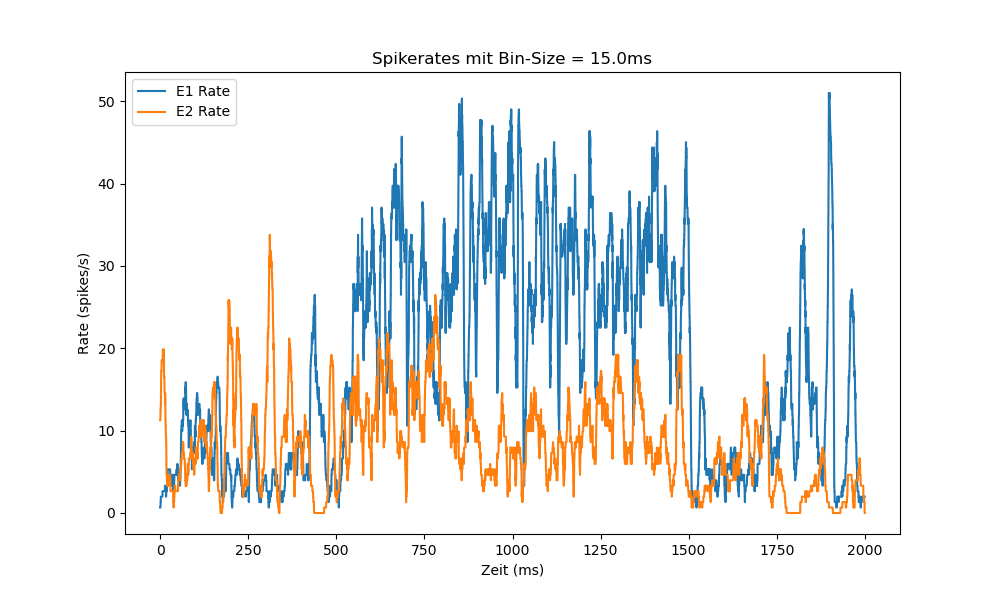 Spikerates mit Bin-Size = 15.0ms
E1 Rate
E2 Rate
50
40
30
20
10
0
Rate (spikes/s)
0 250 500 750 1000 1250 1500 1750 2000
Zeit (ms)